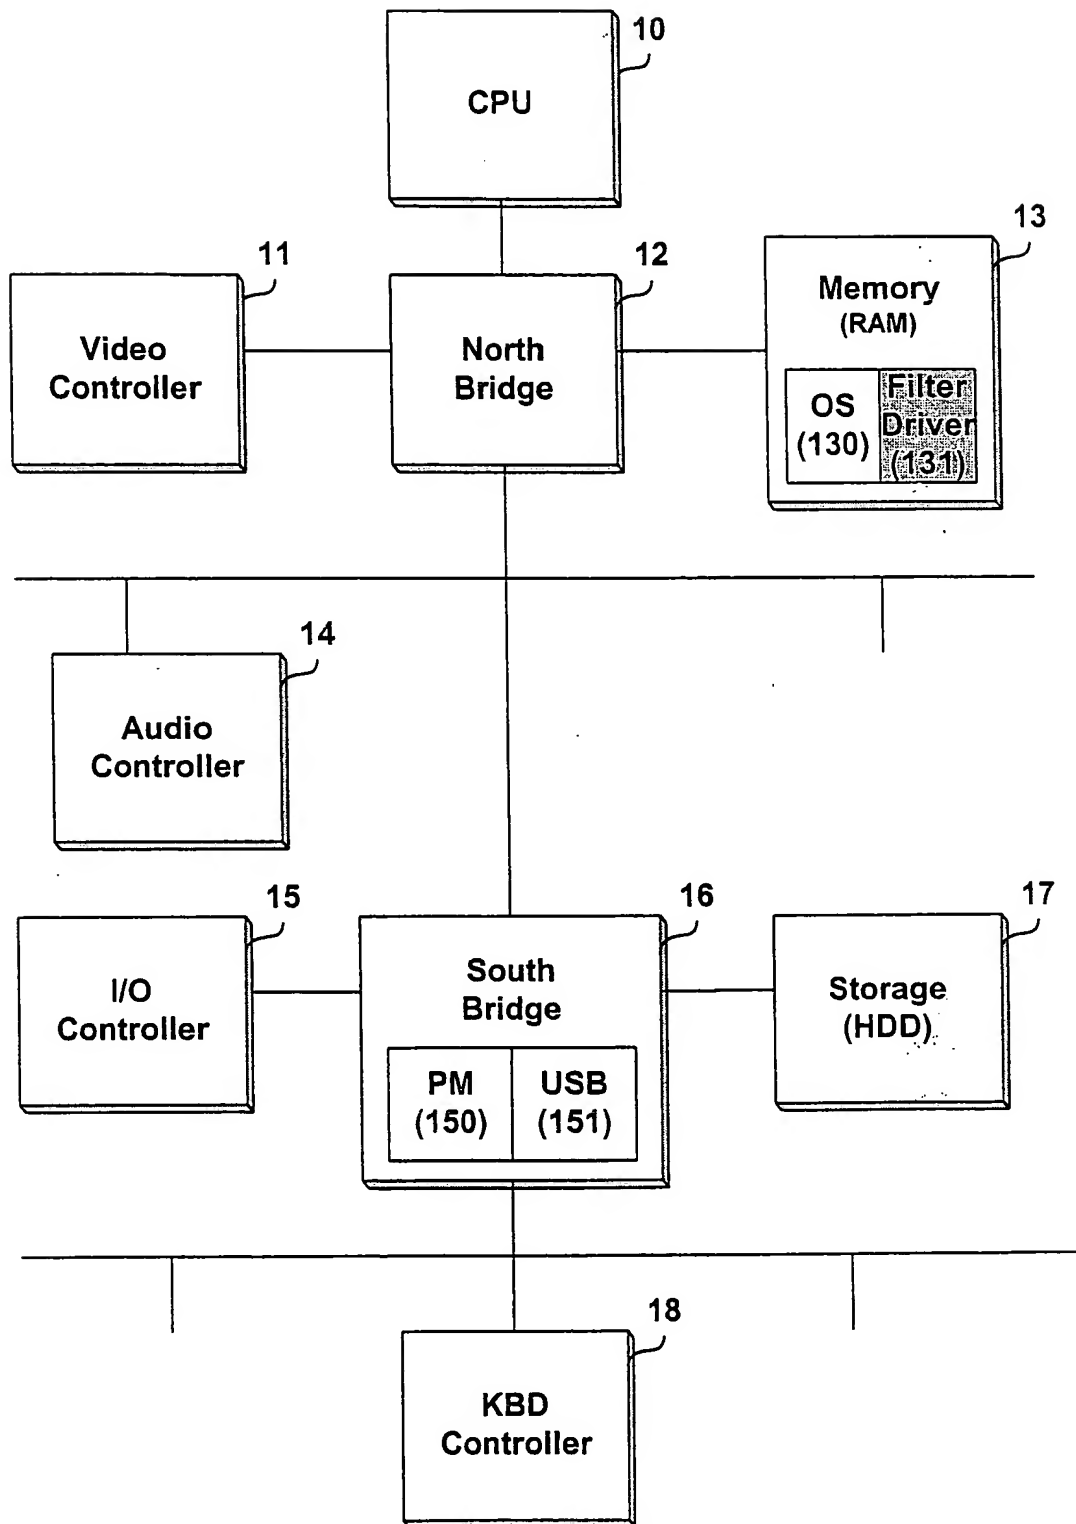 10
CPU
11
12
13
Video
Controller
North
Bridge
Memory
(RAM)
OS
(130)
Filter
Driver
(131)
14
Audio
Controller
15
16
17
I/O
Controller
South
Bridge
PM
(150)
USB
(151)
Storage
(HDD)
18
KBD
Controller